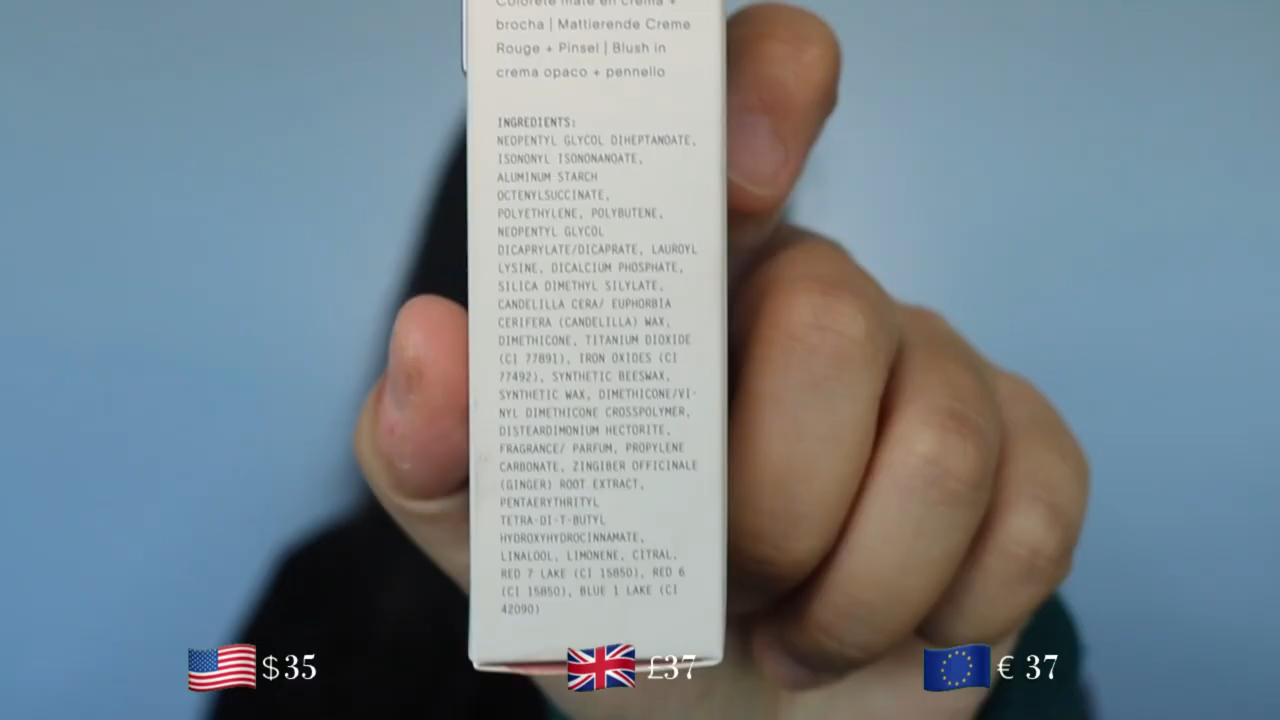 Colorete mate en crema +
brocha | Mattierende Creme
Rouge + Pinsel | Blush in
crema opaco + pennello
INGREDIENTS:
NEOPENTYL GLYCOL DIHEPTANOATE,
ISONONYL ISONONANOATE,
ALUMINUM STARCH
OCTENYLSUCCINATE,
POLYETHYLENE, POLYBUTENE,
NEOPENTYL GLYCOL
DICAPRYLATE/DICAPRATE, LAUROYL
LYSINE, DICALCIUM PHOSPHATE,
SILICA DIMETHYL SILYLATE,
CANDELILLA CERA/ EUPHORBIA
CERIFERA (CANDELILLA) WAX,
DIMETHICONE, TITANIUM DIOXIDE
(CI 77891), IRON OXIDES (CI
77492), SYNTHETIC BEESWAX,
SYNTHETIC WAX, DIMETHICONE/VI-
NYL DIMETHICONE CROSSPOLYMER,
DISTEARDIMONIUM HECTORITE,
FRAGRANCE/ PARFUM, PROPYLENE
CARBONATE, ZINGIBER OFFICINALE
(GINGER) ROOT EXTRACT,
PENTAERYTHRITYL
TETRA-DI-T-BUTYL
HYDROXYHYDROCINNAMATE,
LINALOOL, LIMONENE, CITRAL,
RED 7 LAKE (CI 15850), RED 6
(CI 15850), BLUE 1 LAKE (CI
42090)
$35
£37
€ 37